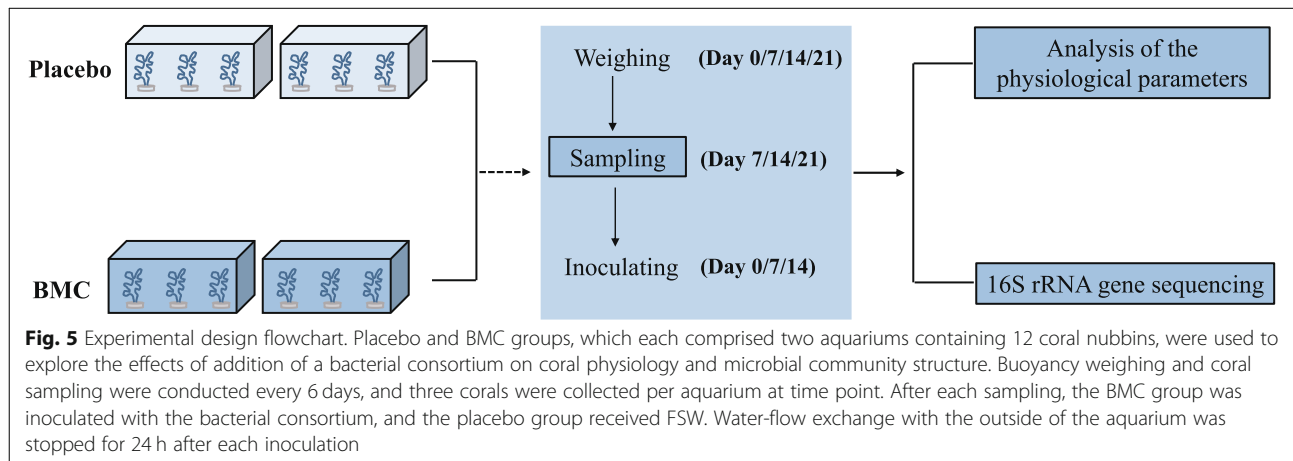 Placebo
BMC
Weighing (Day 0/7/14/21)
Sampling (Day 7/14/21)
Inoculating (Day 0/7/14)
Analysis of the
physiological parameters
16S rRNA gene sequencing
Fig. 5 Experimental design flowchart. Placebo and BMC groups, which each comprised two aquariums containing 12 coral nubbins, were used to
explore the effects of addition of a bacterial consortium on coral physiology and microbial community structure. Buoyancy weighing and coral
sampling were conducted every 6 days, and three corals were collected per aquarium at time point. After each sampling, the BMC group was
inoculated with the bacterial consortium, and the placebo group received FSW. Water-flow exchange with the outside of the aquarium was
stopped for 24 h after each inoculation